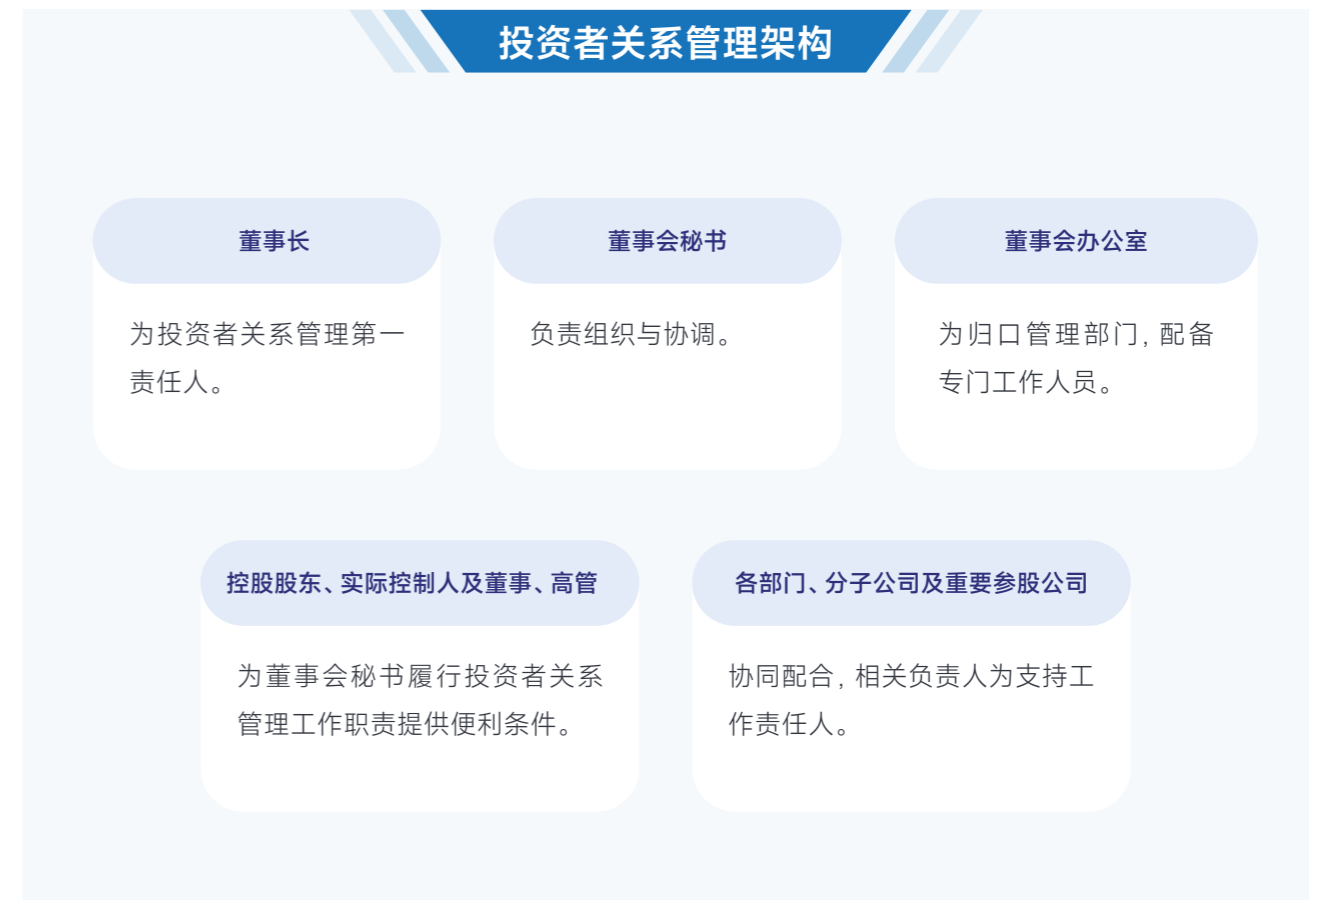 投资者关系管理架构
董事长
为投资者关系管理第一
责任人。
董事会秘书
负责组织与协调。
董事会办公室
为归口管理部门, 配备
专门工作人员。
控股股东、实际控制人及董事、高管
为董事会秘书履行投资者关系
管理工作职责提供便利条件。
各部门、分子公司及重要参股公司
协同配合, 相关负责人为支持工
作责任人。